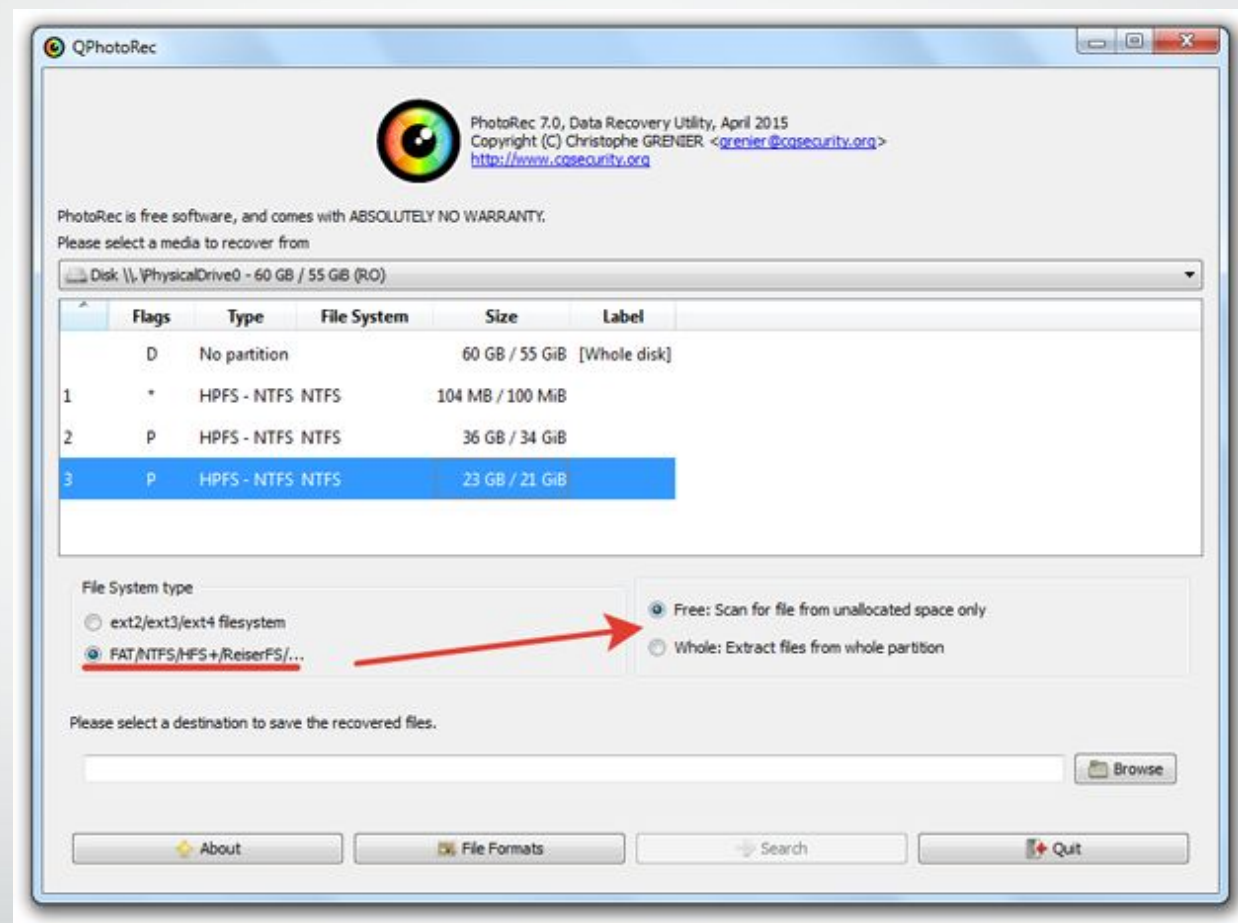 QPhotoRec
PhotoRec 7.0, Data Recovery Utility, April 2015
Copyright (C) Christophe GRENIER <grenier@cgsecurity.org>
http://www.cgsecurity.org
PhotoRec is free software, and comes with ABSOLUTELY NO WARRANTY.
Please select a media to recover from
Disk \\.\PhysicalDrive0 - 60 GB / 55 GiB (RO)
Flags Type File System Size Label
D No partition 60 GB / 55 GiB [Whole disk]
1 * HPFS - NTFS NTFS 104 MB / 100 MiB
2 P HPFS - NTFS NTFS 36 GB / 34 GiB
3 P HPFS - NTFS NTFS 23 GB / 21 GiB
File System type
ext2/ext3/ext4 filesystem
FAT/NTFS/HFS+/ReiserFS/...
Free: Scan for file from unallocated space only
Whole: Extract files from whole partition
Please select a destination to save the recovered files.
Browse
About File Formats Search Quit